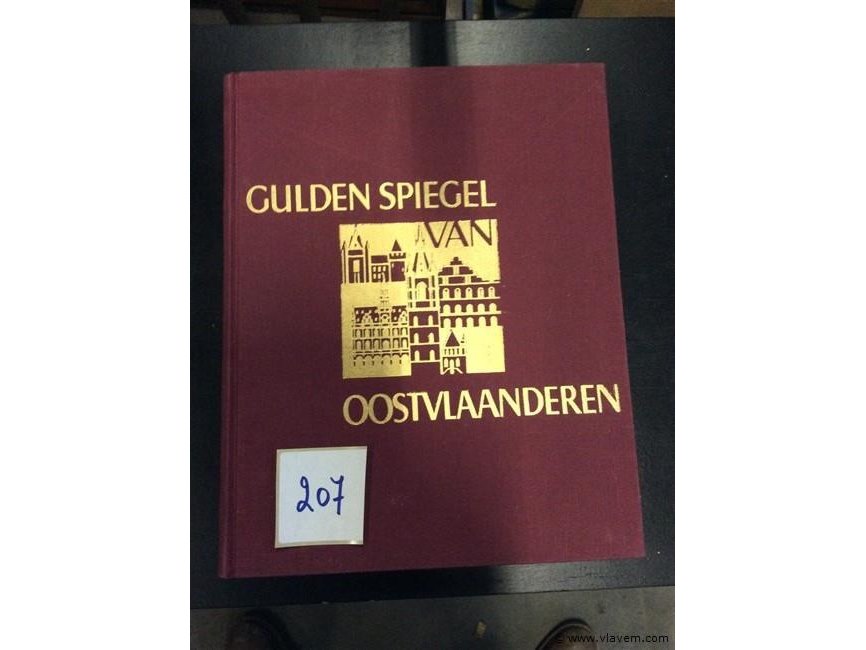 GULDEN SPIEGEL
VAN
OOSTVLAANDEREN
207
© www.vlavem.com